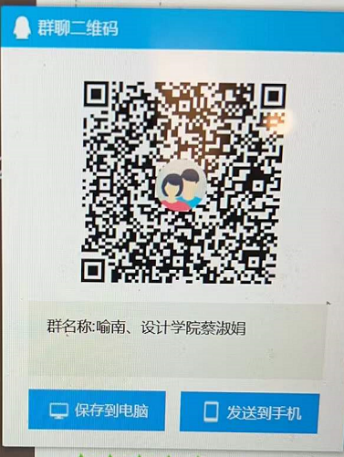 群聊二维码
群名称:喻南、设计学院蔡淑娟
保存到电脑
发送到手机